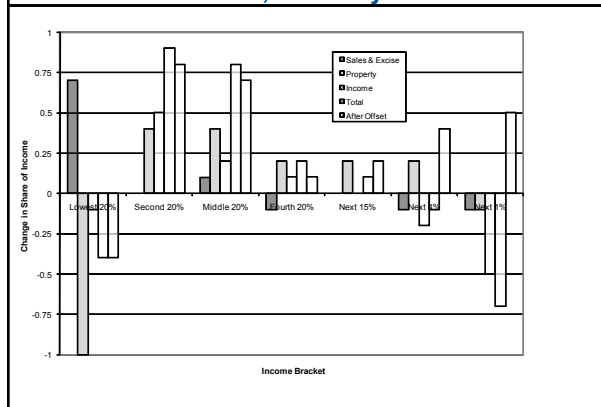 1
0.75
0.5
0.25
0
-0.25
-0.5
-0.75
-1
Change in Share of Income
Sales & Excise
Property
Income
Total
After Offset
Lowest 20% Second 20% Middle 20% Fourth 20% Next 15% Next 4% Next 1%
Income Bracket